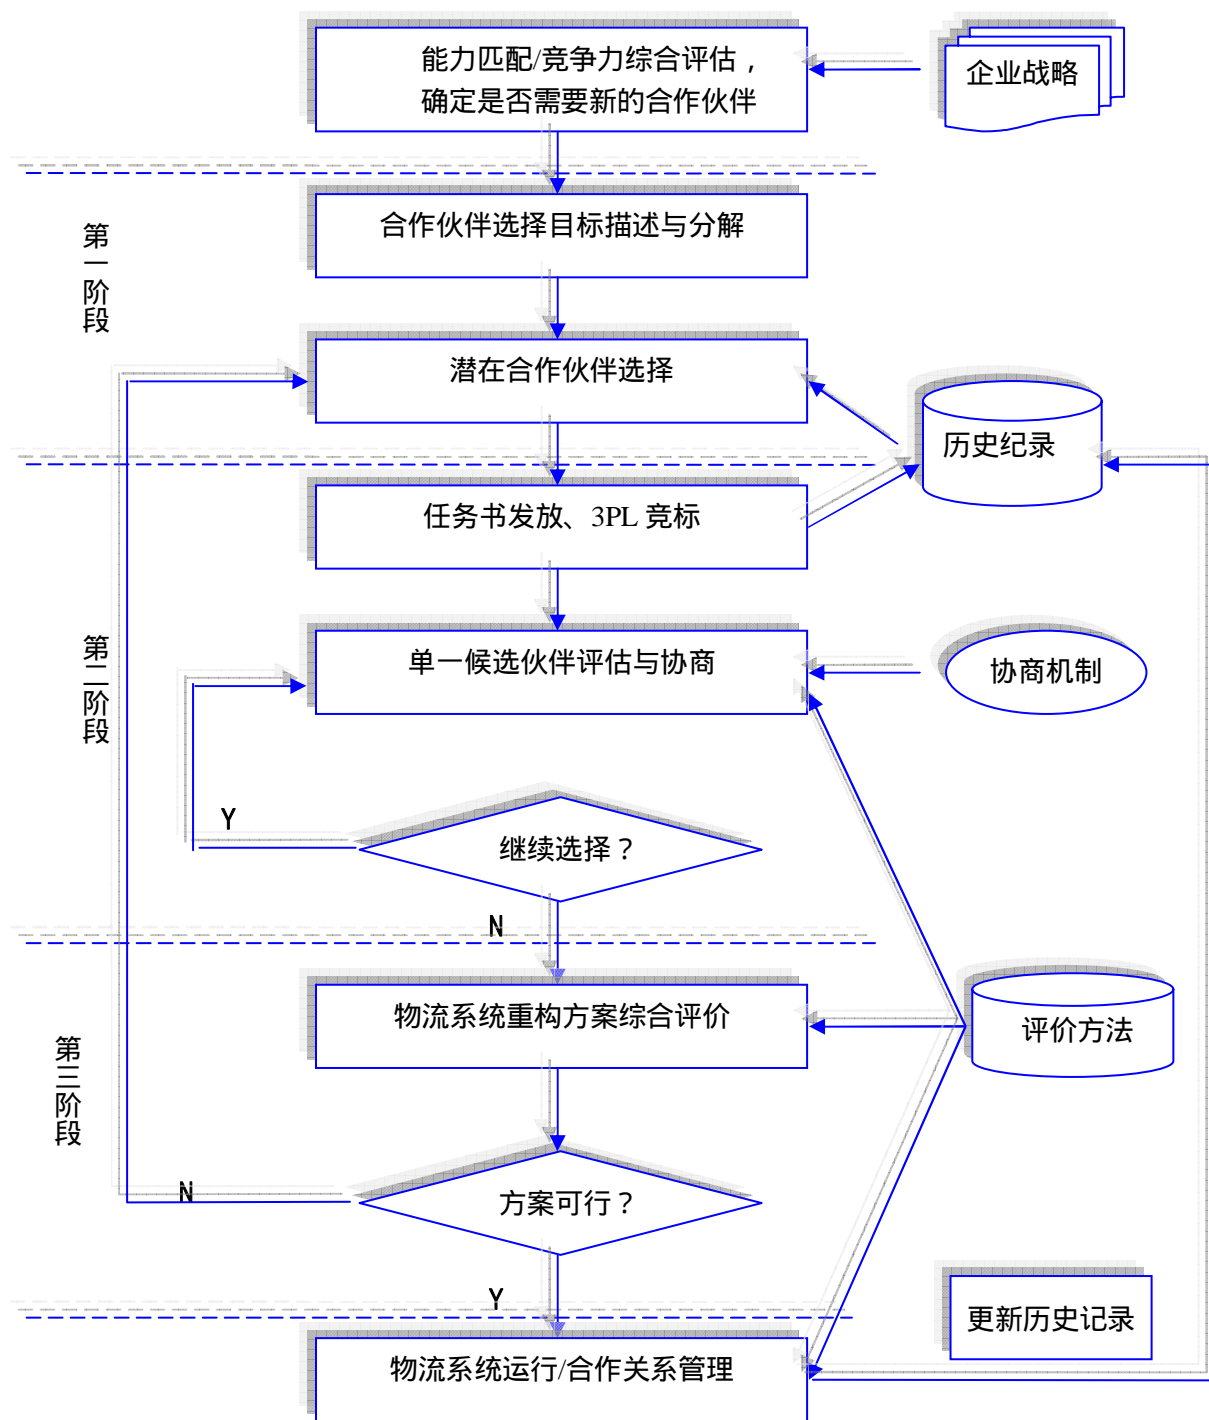 能力匹配/竞争力综合评估，
确定是否需要新的合作伙伴
企业战略
第一阶段
合作伙伴选择目标描述与分解
潜在合作伙伴选择
历史纪录
任务书发放、3PL 竞标
第二阶段
单一候选伙伴评估与协商
协商机制
Y
继续选择？
N
第三阶段
物流系统重构方案综合评价
评价方法
N
方案可行？
Y
更新历史记录
物流系统运行/合作关系管理